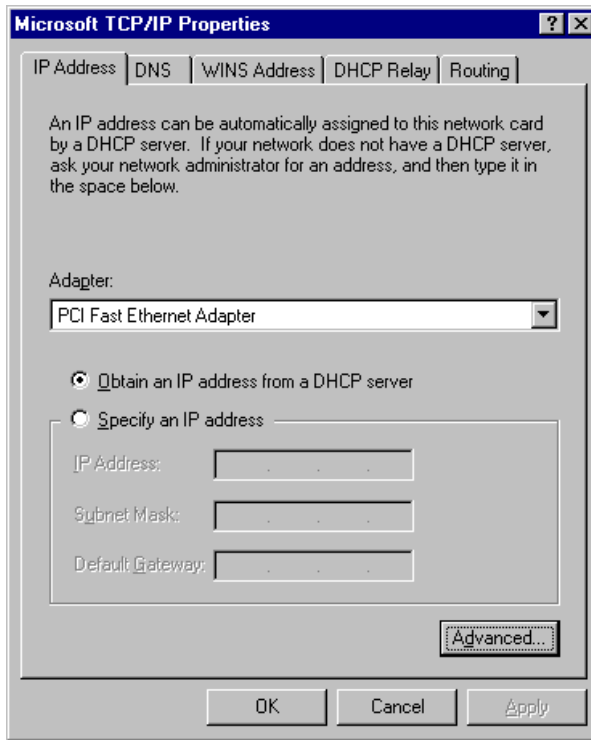 Microsoft TCP/IP Properties
IP Address DNS WINS Address DHCP Relay Routing
An IP address can be automatically assigned to this network card
by a DHCP server. If your network does not have a DHCP server,
ask your network administrator for an address, and then type it in
the space below.
Adapter:
PCI Fast Ethernet Adapter
Obtain an IP address from a DHCP server
Specify an IP address
IP Address:
Subnet Mask:
Default Gateway:
Advanced...
OK Cancel Apply